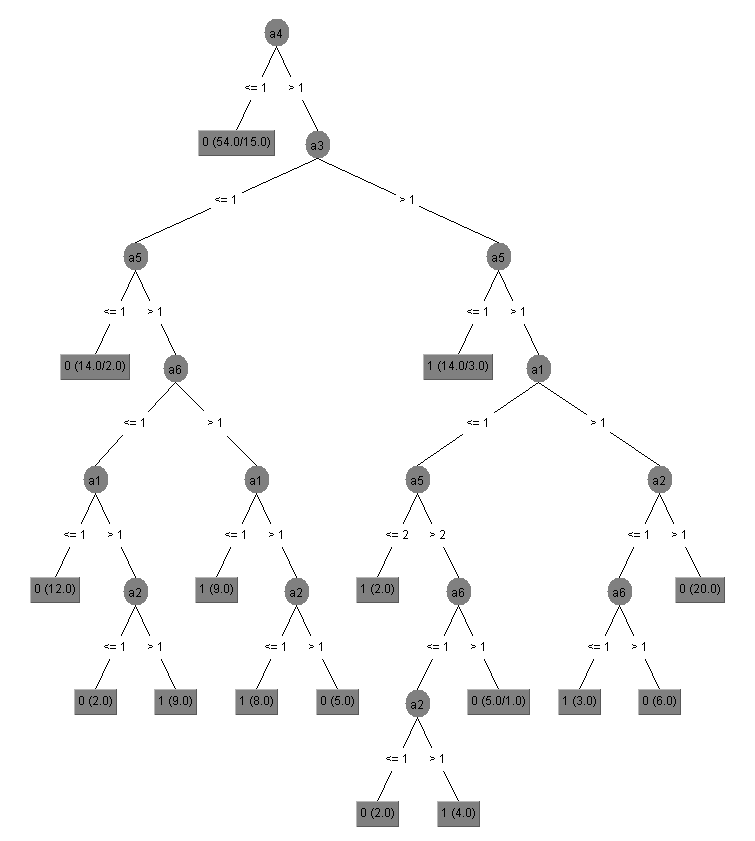 a4
<= 1 > 1
0 (54.0/15.0) a3
<= 1 > 1
a5 a5
<= 1 > 1 <= 1 > 1
0 (14.0/2.0) a6 1 (14.0/3.0) a1
<= 1 > 1 <= 1 > 1
a1 a1 a5 a2
<= 1 > 1 <= 1 > 1 <= 2 > 2 <= 1 > 1
0 (12.0) a2 1 (9.0) a2 1 (2.0) a6 a6 0 (20.0)
<= 1 > 1 <= 1 > 1 <= 1 > 1 <= 1 > 1
0 (2.0) 1 (9.0) 1 (8.0) 0 (5.0) a2 0 (5.0/1.0) 1 (3.0) 0 (6.0)
<= 1 > 1
0 (2.0) 1 (4.0)